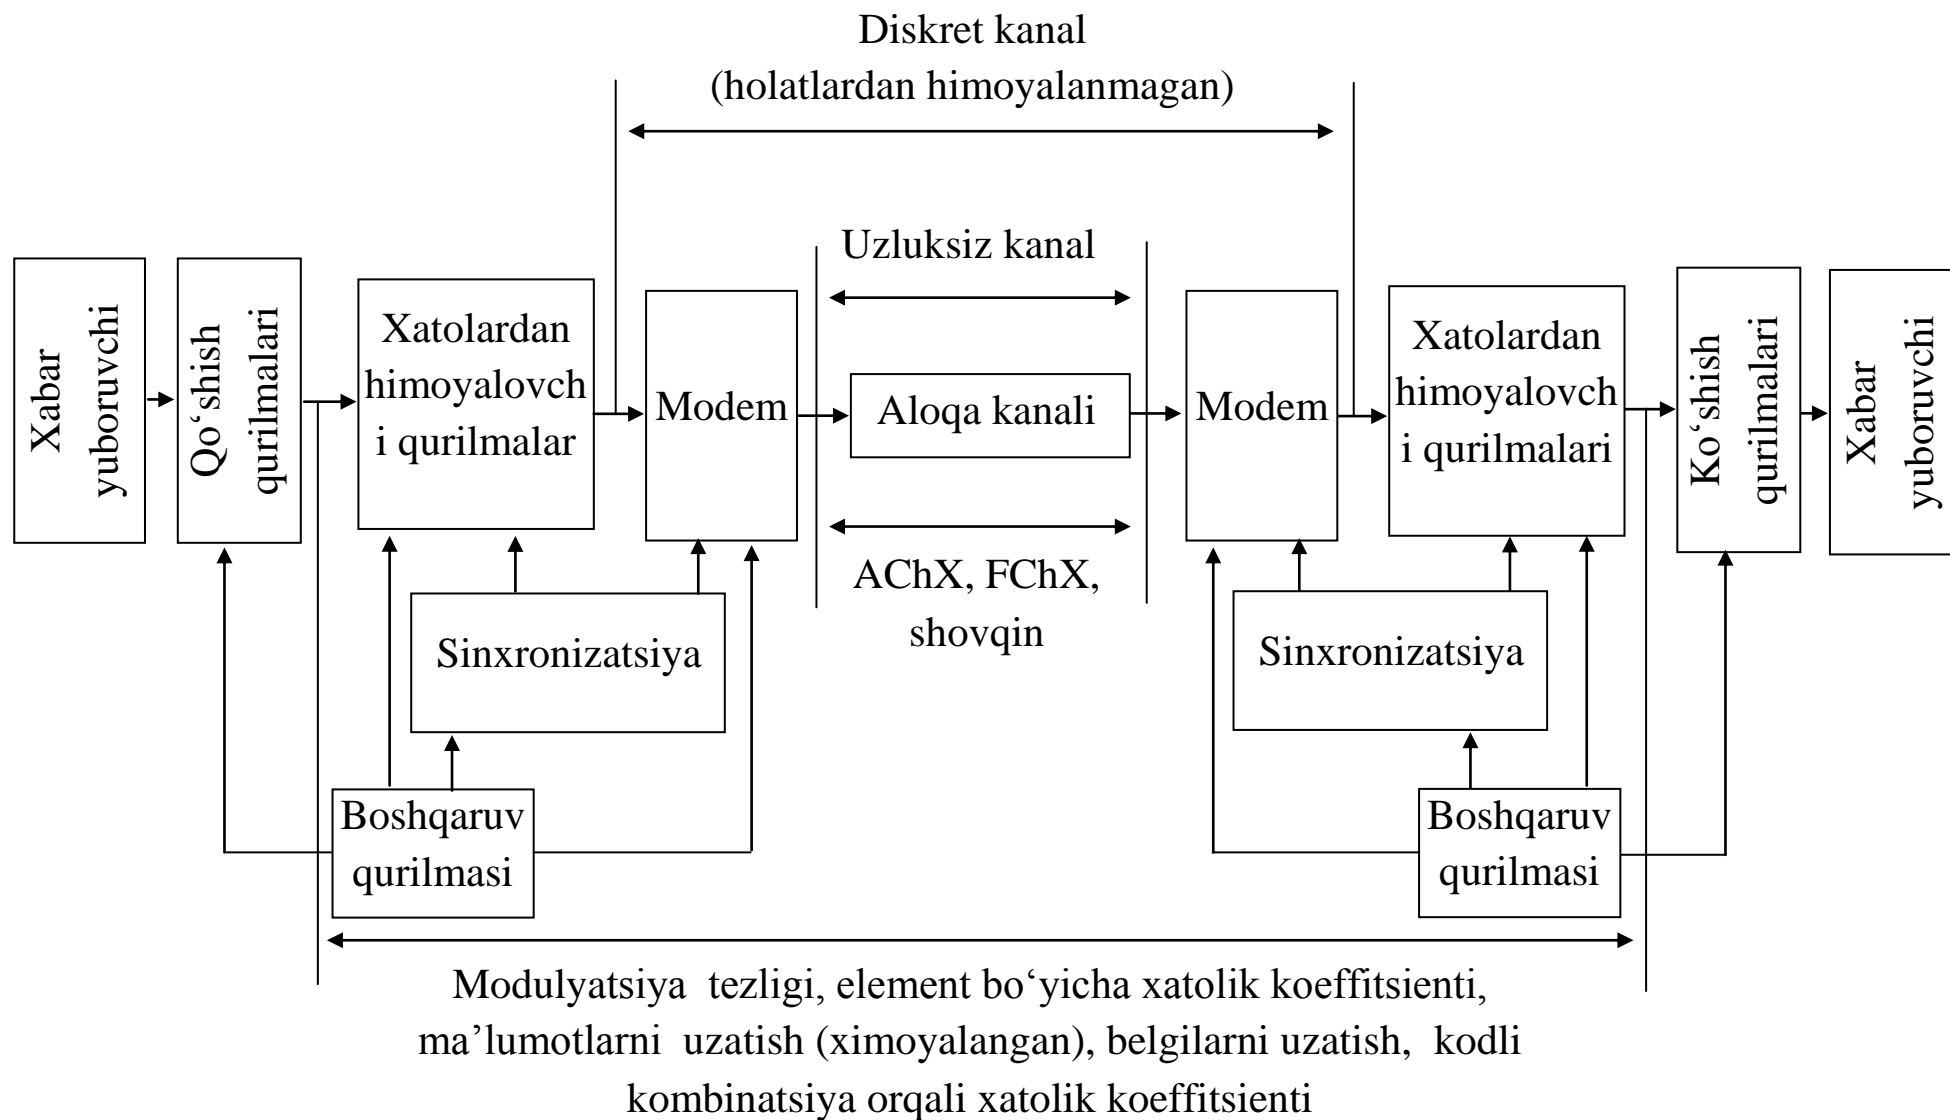 Diskret kanal
(holatlardan himoyalanmagan)
Uzluksiz kanal
Xabar
yuboruvchi
Qo‘shish
qurilmalari
Xatolardan
himoyalovch
i qurilmalar
Modem
Aloqa kanali
Modem
Xatolardan
himoyalovch
i qurilmalari
Ko‘shish
qurilmalari
Xabar
yuboruvchi
AChX, FChX,
shovqin
Sinxronizatsiya
Sinxronizatsiya
Boshqaruv
qurilmasi
Boshqaruv
qurilmasi
Modulyatsiya tezligi, element bo‘yicha xatolik koeffitsienti,
ma’lumotlarni uzatish (ximoyalangan), belgilarni uzatish, kodli
kombinatsiya orqali xatolik koeffitsienti